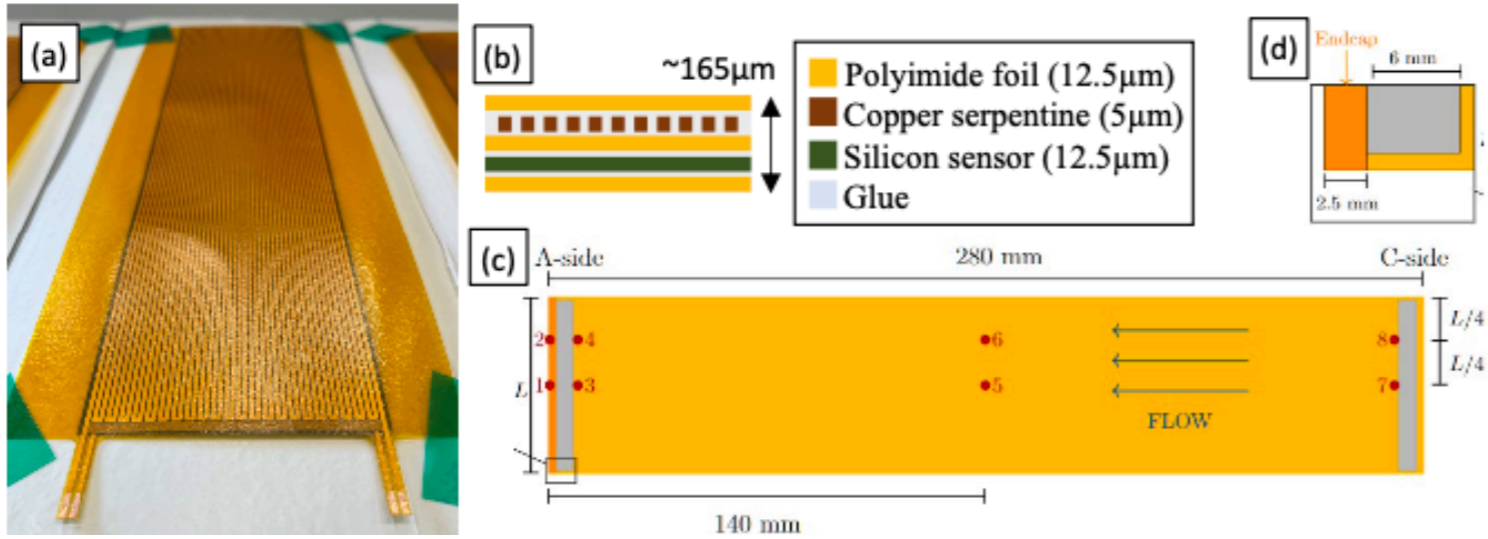 (a)
(b)
~165μm
Polyimide foil (12.5μm)
Copper serpentine (5μm)
Silicon sensor (12.5μm)
Glue
(d)
Endcap
6 mm
2.5 mm
(c)
A-side
280 mm
C-side
L
2
4
1
3
6
5
FLOW
8
7
L/4
L/4
140 mm